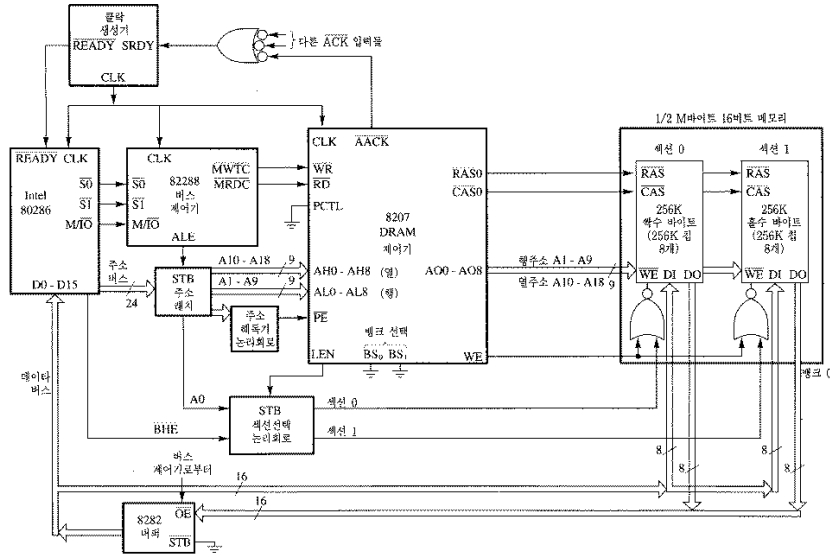 클락
생성기
READY SRDY
CLK
다른 ACK 입력들
READY CLK
Intel
80286
S0
S1
M/IO
D0 - D15
CLK
82288
버스
제어기
S0
S1
M/IO
MWTC
MRDC
ALE
CLK AACK
WR
RD
PCTL
8207
DRAM
제어기
RAS0
CAS0
AH0 - AH8 (열)
AL0 - AL8 (행)
AO0 - AO8
PE
뱅크 선택
BS0 BS1
LEN
WE
주소
버스
24
STB
주소
래치
A10 - A18
9
A1 - A9
9
주소
해독기
논리회로
1/2 M바이트 16비트 메모리
섹션 0
섹션 1
RAS
CAS
256K
짝수 바이트
(256K 칩
8개)
WE DI DO
RAS
CAS
256K
홀수 바이트
(256K 칩
8개)
WE DI DO
행주소 A1 - A9
열주소 A10 - A18
9
뱅크 0
데이타
버스
A0
BHE
STB
섹션선택
논리회로
섹션 0
섹션 1
8
8
8
8
버스
제어기로부터
16
16
8282
래치
OE
STB